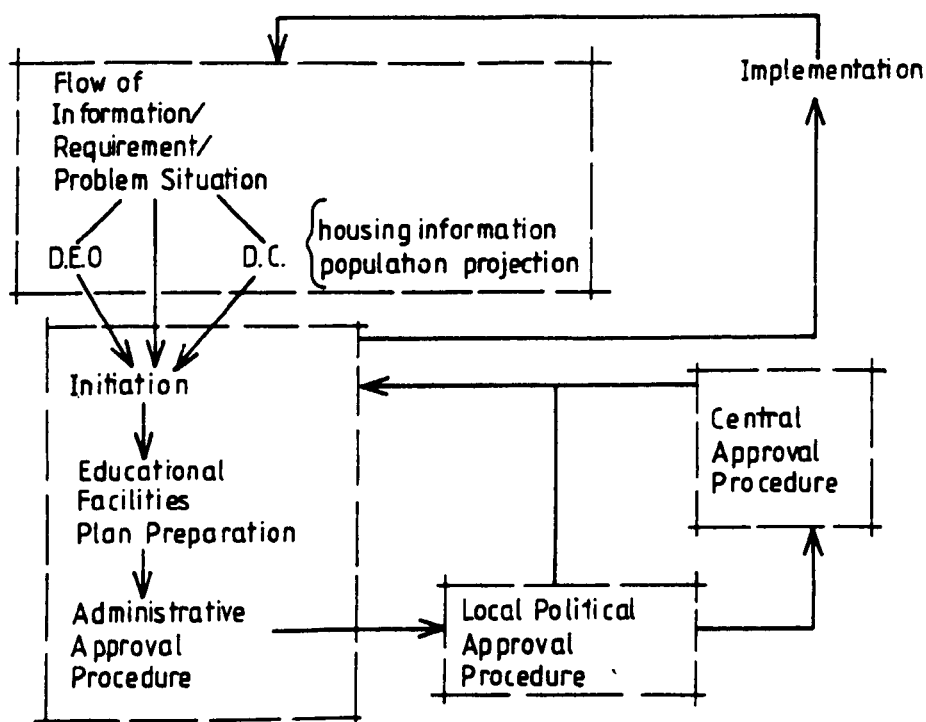 Implementation
Flow of
Information/
Requirement/
Problem Situation
D.E.O
D.C.
housing information
population projection
Initiation
Educational
Facilities
Plan Preparation
Administrative
Approval
Procedure
Local Political
Approval
Procedure
Central
Approval
Procedure